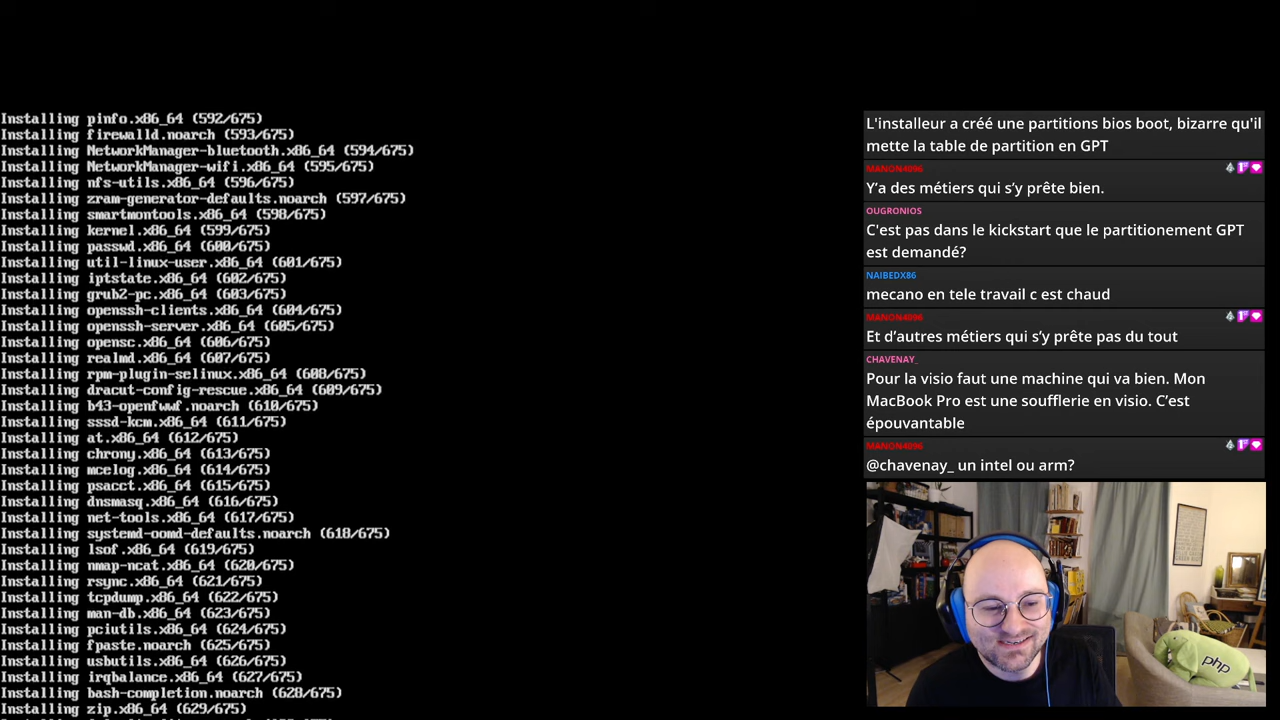 Installing pinfo.x86_64 (592/675)
Installing firewalld.noarch (593/675)
Installing NetworkManager-bluetooth.x86_64 (594/675)
Installing NetworkManager-wifi.x86_64 (595/675)
Installing nfs-utils.x86_64 (596/675)
Installing zram-generator-defaults.noarch (597/675)
Installing smartmontools.x86_64 (598/675)
Installing kernel.x86_64 (599/675)
Installing passwd.x86_64 (600/675)
Installing util-linux-user.x86_64 (601/675)
Installing iptstate.x86_64 (602/675)
Installing grub2-pc.x86_64 (603/675)
Installing openssh-clients.x86_64 (604/675)
Installing openssh-server.x86_64 (605/675)
Installing opensc.x86_64 (606/675)
Installing realmd.x86_64 (607/675)
Installing rpm-plugin-selinux.x86_64 (608/675)
Installing dracut-config-rescue.x86_64 (609/675)
Installing b43-openfwwf.noarch (610/675)
Installing sssd-kcm.x86_64 (611/675)
Installing at.x86_64 (612/675)
Installing chrony.x86_64 (613/675)
Installing mcelog.x86_64 (614/675)
Installing psacct.x86_64 (615/675)
Installing dnsmasq.x86_64 (616/675)
Installing net-tools.x86_64 (617/675)
Installing systemd-oomd-defaults.noarch (618/675)
Installing lsof.x86_64 (619/675)
Installing nmap-ncat.x86_64 (620/675)
Installing rsync.x86_64 (621/675)
Installing tcpdump.x86_64 (622/675)
Installing man-db.x86_64 (623/675)
Installing pciutils.x86_64 (624/675)
Installing fpaste.noarch (625/675)
Installing usbutils.x86_64 (626/675)
Installing irqbalance.x86_64 (627/675)
Installing bash-completion.noarch (628/675)
Installing zip.x86_64 (629/675)
L'installeur a créé une partitions bios boot, bizarre qu'il
mette la table de partition en GPT
MANON4096
Y'a des métiers qui s’y prête bien.
OUGRONIOS
C'est pas dans le kickstart que le partitionement GPT
est demandé?
NAIBEDX86
mecano en tele travail c est chaud
MANON4096
Et d’autres métiers qui s’y prête pas du tout
CHAVENAY_
Pour la visio faut une machine qui va bien. Mon
MacBook Pro est une soufflerie en visio. C’est
épouvantable
MANON4096
@chavenay_ un intel ou arm?
php